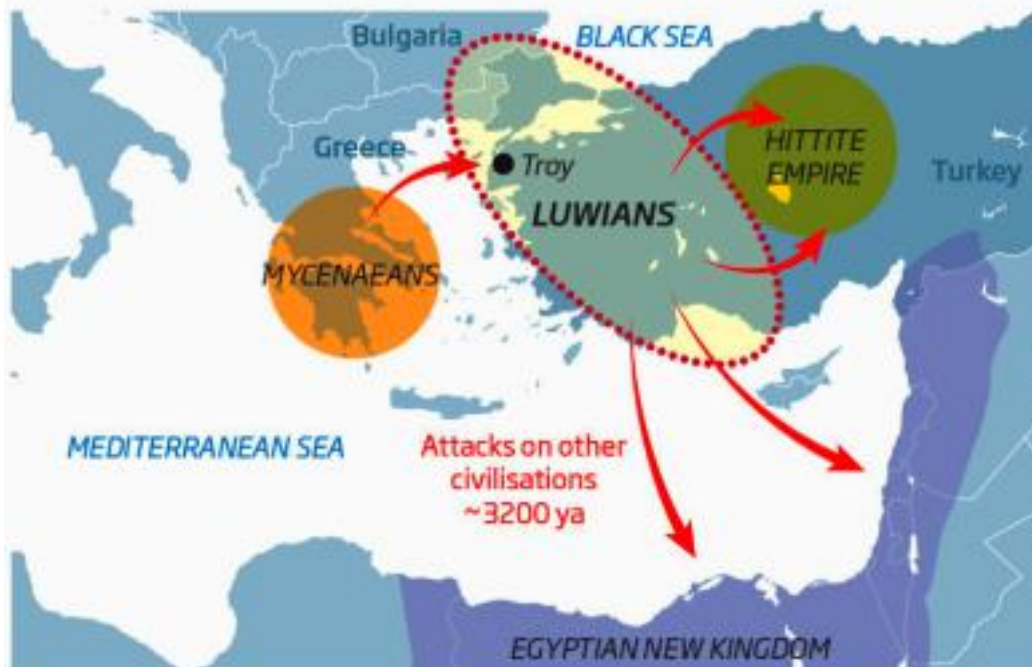 Bulgaria
BLACK SEA
Greece
Troy
HITTITE
EMPIRE
Turkey
LUWIANS
MYCENAEANS
MEDITERRANEAN SEA
Attacks on other
civilisations
~3200 ya
EGYPTIAN NEW KINGDOM